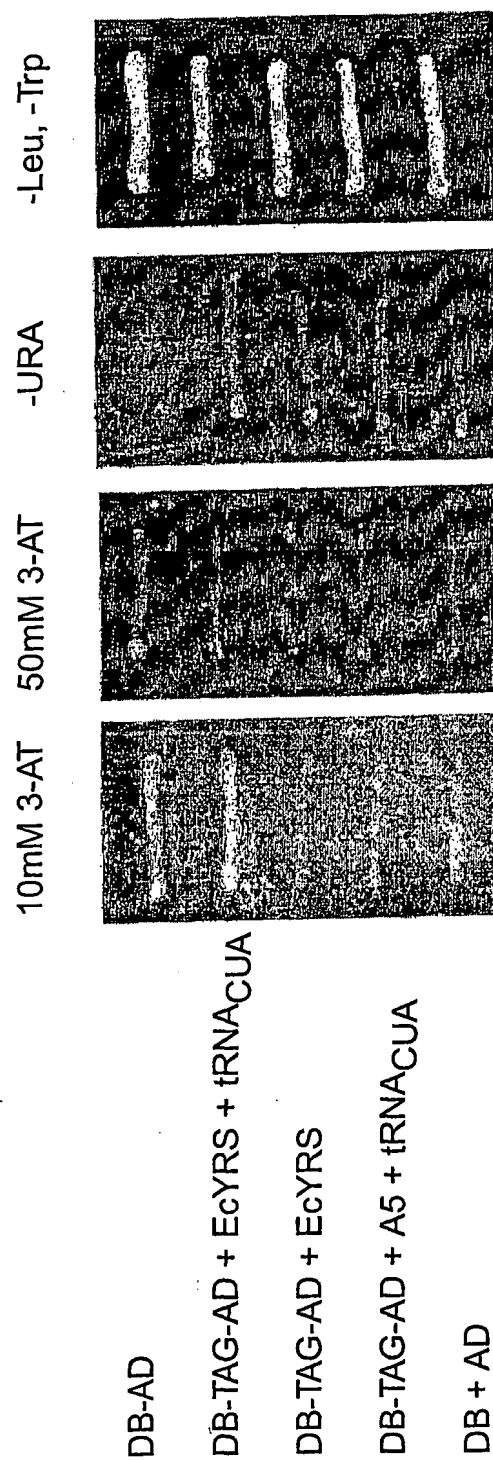 10mM 3-AT 50mM 3-AT -URA -Leu, -Trp
DB-AD
DB-TAG-AD + EcYRS + tRNACUA
DB-TAG-AD + EcYRS
DB-TAG-AD + A5 + tRNACUA
DB + AD